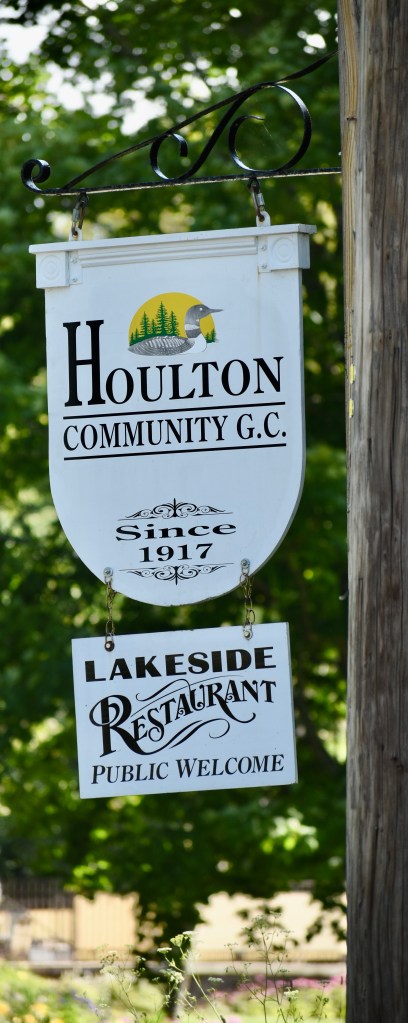 HOULTON
COMMUNITY G.C.
Since
1917
LAKESIDE
RESTAURANT
PUBLIC WELCOME